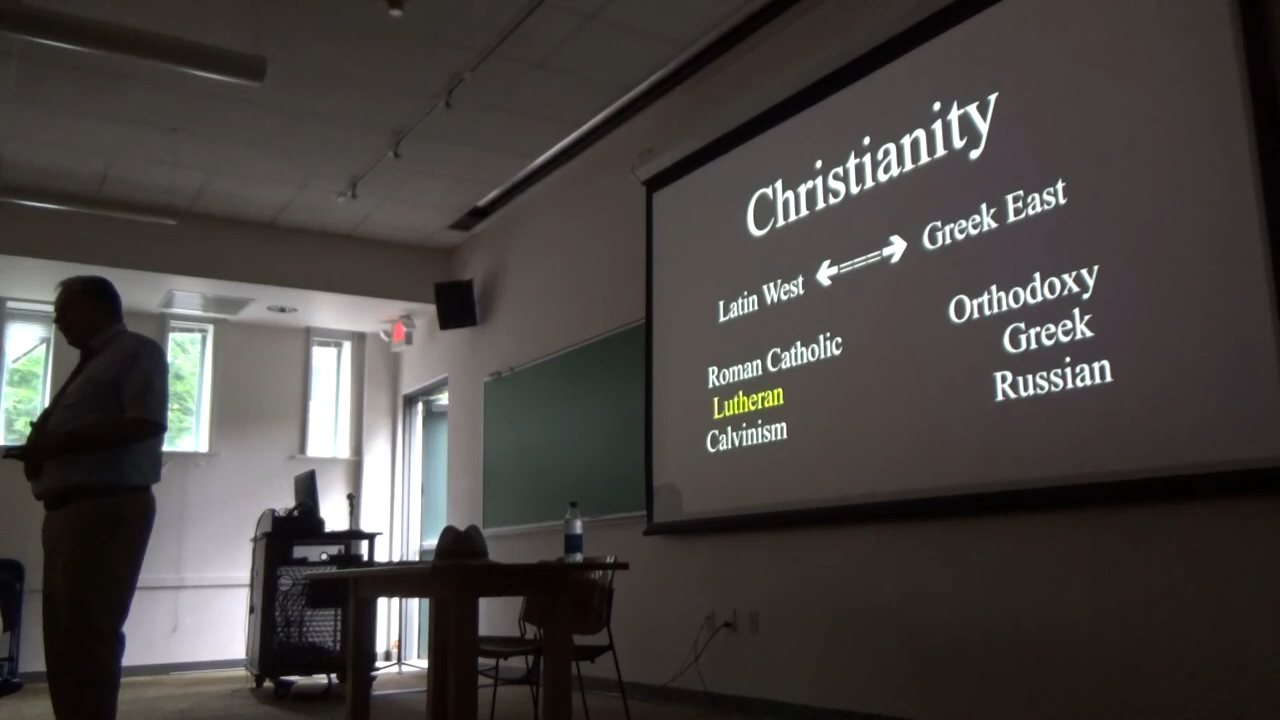 Christianity
Latin West
Greek East
Roman Catholic
Lutheran
Calvinism
Orthodoxy
Greek
Russian